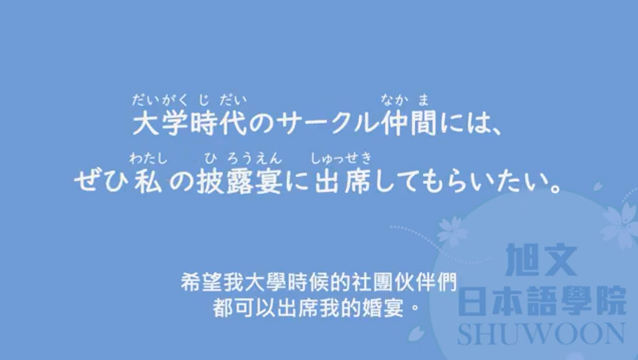 だいがく じ だい なか ま
大学時代のサークル仲間には、
わたし ひ ろうえん しゅっせき
ぜひ私の披露宴に出席してもらいたい。
希望我大學時候的社團伙伴們
都可以出席我的婚宴。
旭文
日本語學院
SHUWOON